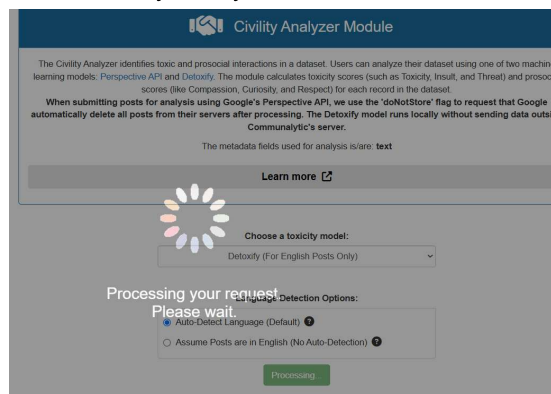 Civility Analyzer Module
The Civility Analyzer identifies toxic and prosocial interactions in a dataset. Users can analyze their dataset using one of two machin
learning models: Perspective API and Detoxify. The module calculates toxicity scores (such as Toxicity, Insult, and Threat) and prosoc
scores (like Compassion, Curiosity, and Respect) for each record in the dataset.
When submitting posts for analysis using Google's Perspective API, we use the 'doNotStore' flag to request that Google
automatically delete all posts from their servers after processing. The Detoxify model runs locally without sending data outsi
Communalytic's server.
The metadata fields used for analysis is/are: text
Learn more
Choose a toxicity model:
Detoxify (For English Posts Only)
Processing your request.
Please wait.
Language Detection Options:
Auto-Detect Language (Default)
Assume Posts are in English (No Auto-Detection)
Processing...